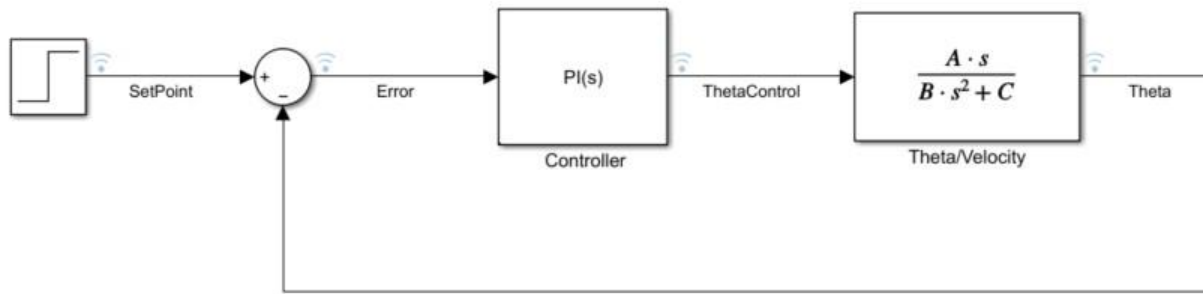 +
−
SetPoint
Error
PI(s)
Controller
ThetaControl
A · s
B · s² + C
Theta/Velocity
Theta